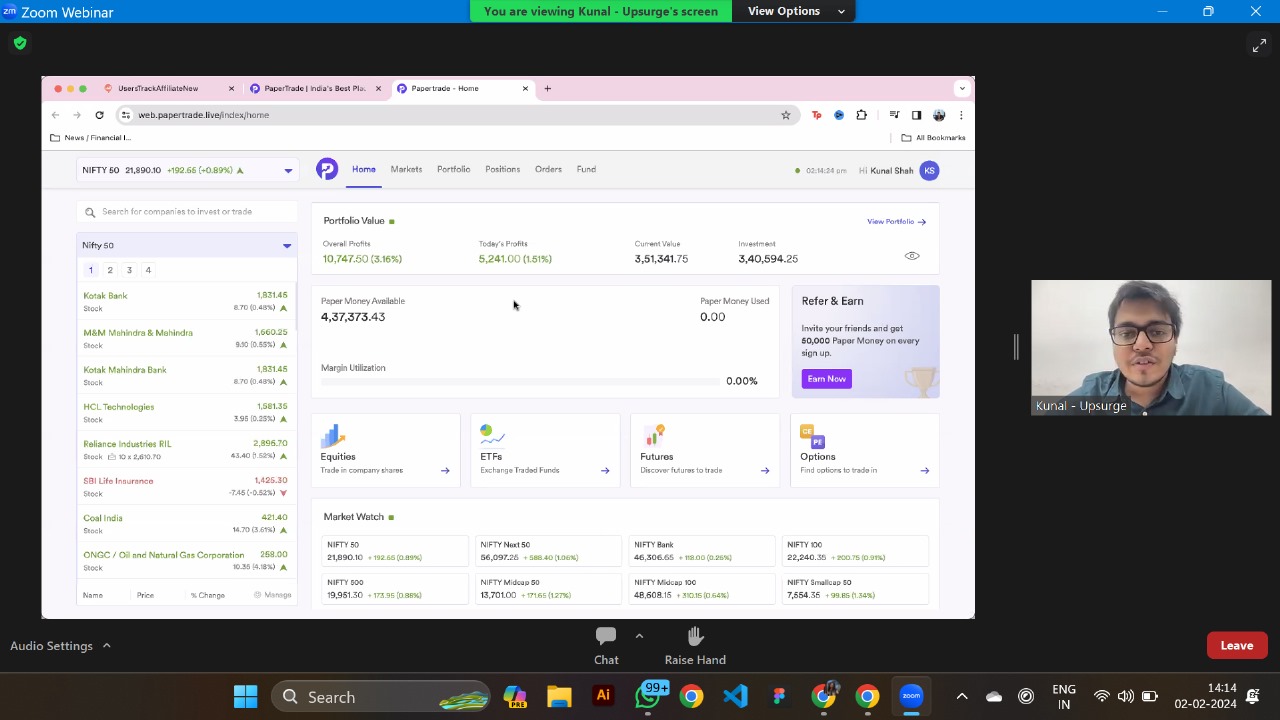 Zoom Webinar
You are viewing Kunal - Upsurge's screen
View Options
UsersTrackAffiliateNew
PaperTrade | India's Best Pla.
Papertrade - Home
web.papertrade.live/index/home
News / Financial I...
All Bookmarks
NIFTY 50 21,890.10 +192.65 (+0.89%)
Home Markets Portfolio Positions Orders Fund
02:14:24 pm Hi Kunal Shah KS
Search for companies to invest or trade
Nifty 50
1 2 3 4
Kotak Bank 1,831.45
Stock 8.70 (0.48%)
M&M Mahindra & Mahindra 1,660.25
Stock 9.10 (0.55%)
Kotak Mahindra Bank 1,831.45
Stock 8.70 (0.48%)
HCL Technologies 1,581.35
Stock 3.95 (0.25%)
Reliance Industries RIL 2,896.70
Stock 10 x 2,610.70 43.40 (1.52%)
SBI Life Insurance 1,425.30
Stock -7.45 (-0.52%)
Coal India 421.40
Stock 14.70 (3.61%)
ONGC / Oil and Natural Gas Corporation 258.00
Stock 10.35 (4.18%)
Name Price % Change Manage
Portfolio Value
View Portfolio
Overall Profits Today's Profits Current Value Investment
10,747.50 (3.16%) 5,241.00 (1.51%) 3,51,341.75 3,40,594.25
Paper Money Available Paper Money Used
4,37,373.43 0.00
Margin Utilization
0.00%
Refer & Earn
Invite your friends and get
50,000 Paper Money on every
sign up.
Earn Now
Equities
Trade in company shares
ETFs
Exchange Traded Funds
Futures
Discover futures to trade
CE
PE
Options
Find options to trade in
Market Watch
NIFTY 50 NIFTY Next 50 NIFTY Bank NIFTY 100
21,890.10 + 192.65 (0.89%) 56,097.25 + 588.40 (1.06%) 46,306.65 + 118.00 (0.26%) 22,240.35 + 200.75 (0.91%)
NIFTY 500 NIFTY Midcap 50 NIFTY Midcap 100 NIFTY Smallcap 50
19,951.30 + 173.95 (0.88%) 13,701.00 + 171.65 (1.27%) 48,608.15 + 310.15 (0.64%) 7,554.35 + 99.85 (1.34%)
Kunal - Upsurge
Audio Settings
Chat
Raise Hand
Leave
Search
PRE
Ai
99+
zoom
ENG
IN
14:14
02-02-2024